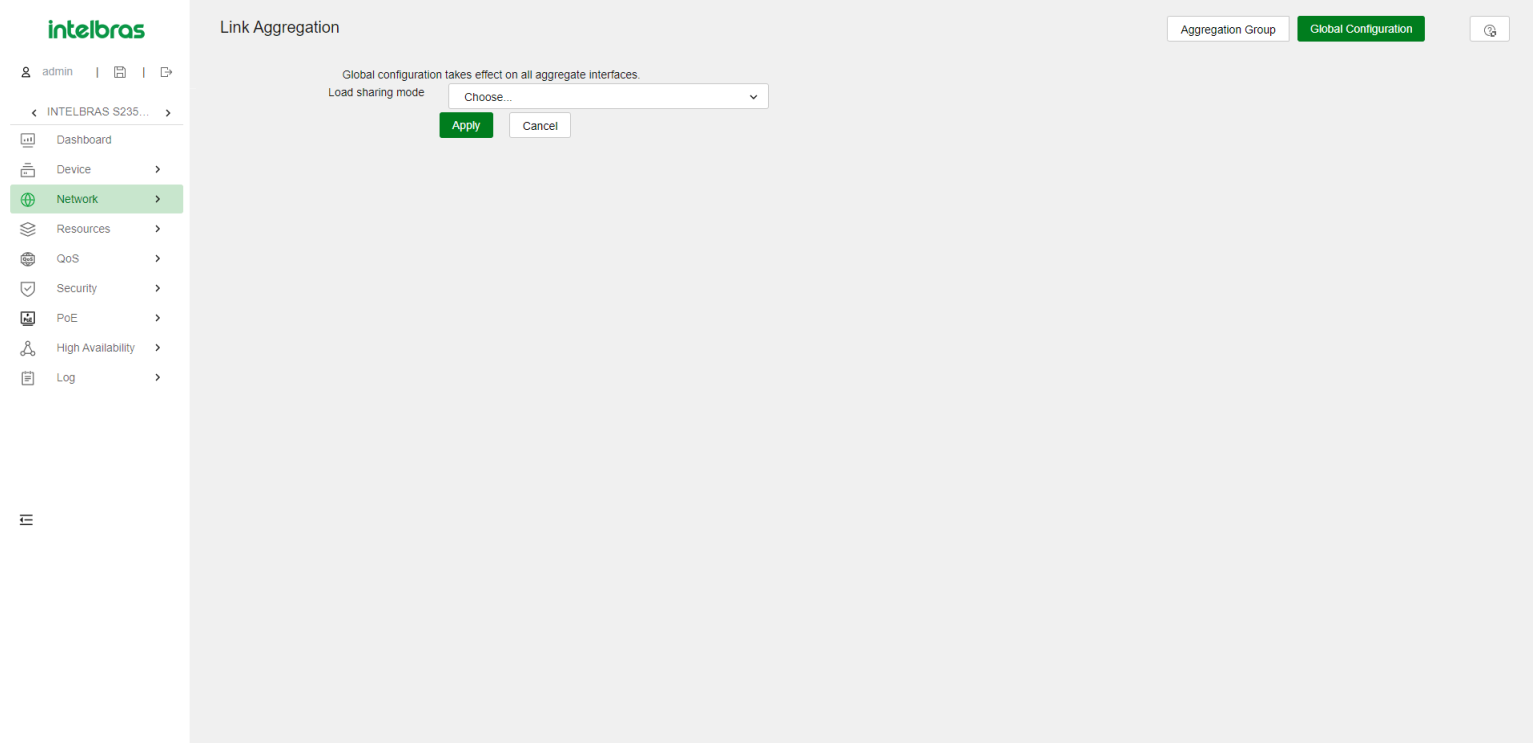 intelbras
admin | |
INTELBRAS S235...
Dashboard
Device
Network
Resources
QoS
Security
PoE
High Availability
Log
Link Aggregation
Aggregation Group
Global Configuration
Global configuration takes effect on all aggregate interfaces.
Load sharing mode
Choose...
Apply
Cancel